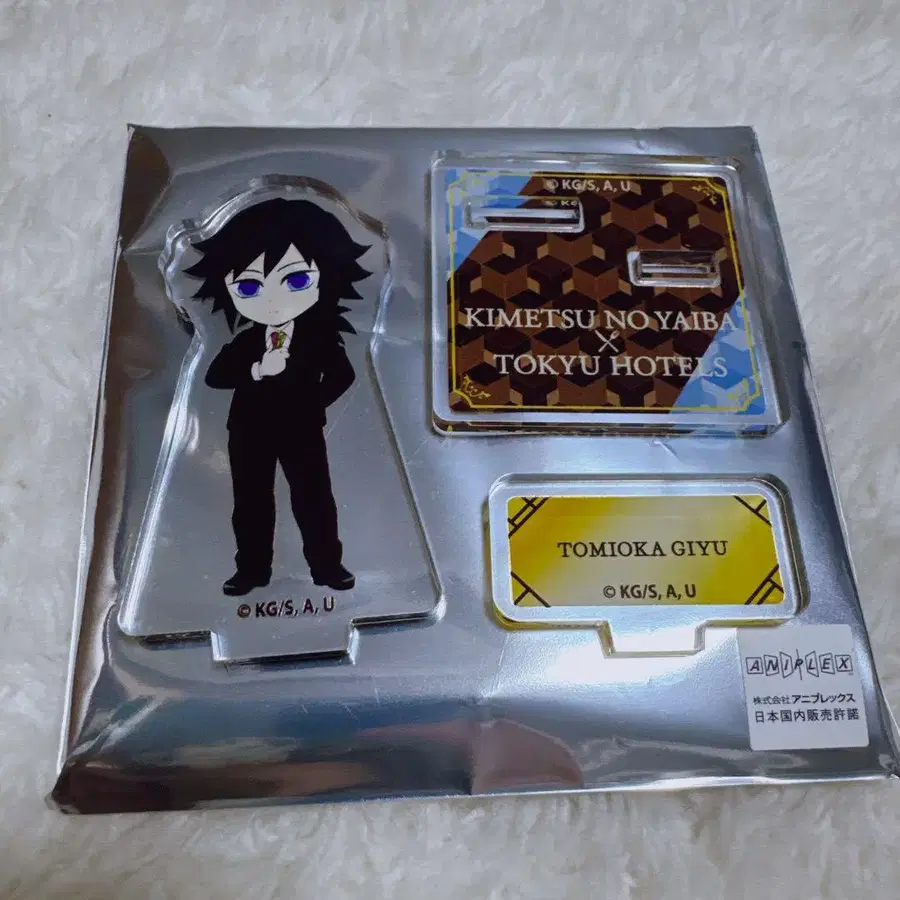 © KG/S, A, U
KIMETSU NO YAIBA
×
TOKYU HOTELS
TOMIOKA GIYU
© KG/S, A, U
© KG/S, A, U
ANIPLEX
株式会社アニプレックス
日本国内販売許諾